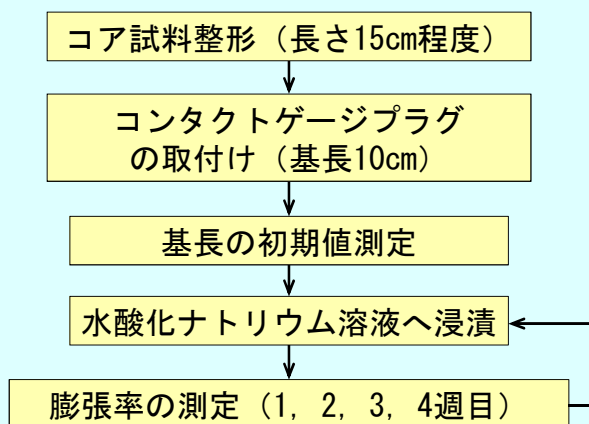 コア試料整形（長さ15cm程度）
コンタクトゲージプラグ
の取付け（基長10cm）
基長の初期値測定
水酸化ナトリウム溶液へ浸漬
膨張率の測定（1, 2, 3, 4週目）